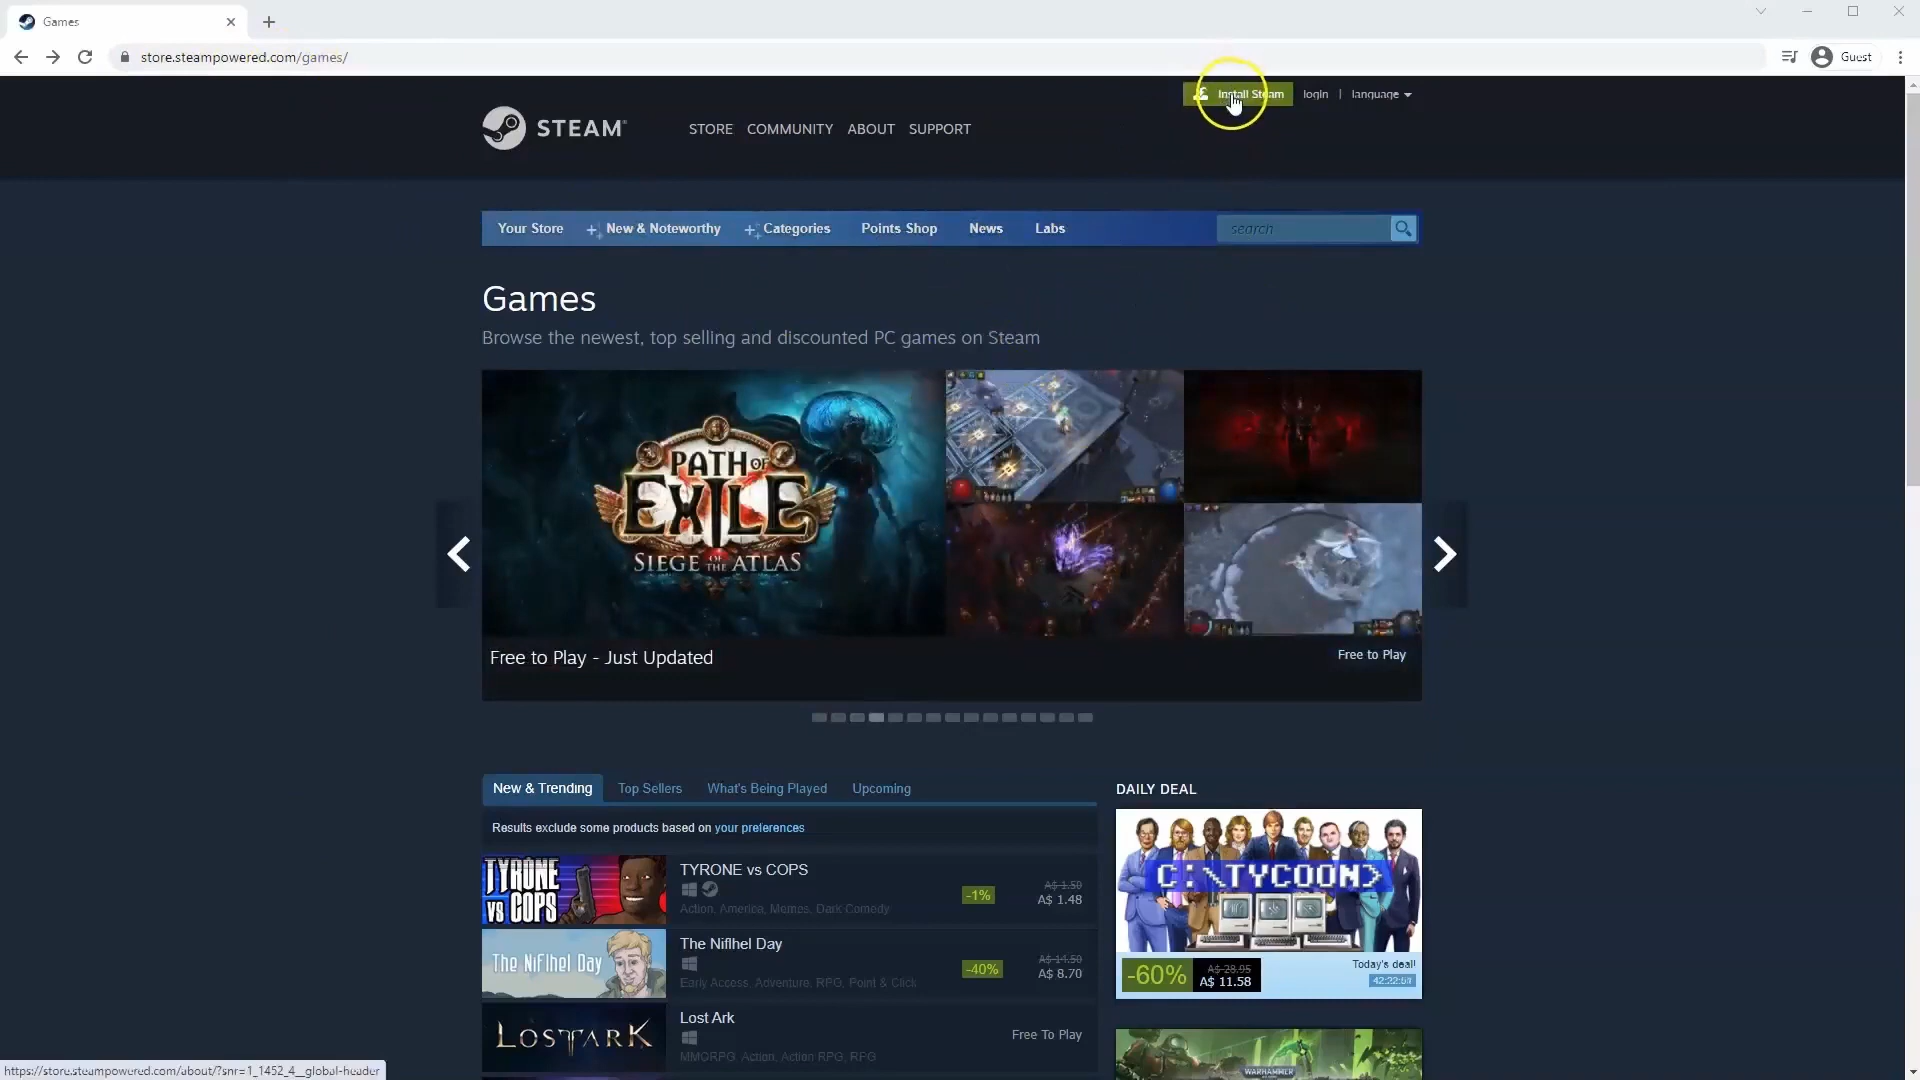 Games
store.steampowered.com/games/
Guest
Install Steam
login | language
STEAM
STORE COMMUNITY ABOUT SUPPORT
Your Store New & Noteworthy Categories Points Shop News Labs
search
Games
Browse the newest, top selling and discounted PC games on Steam
PATH OF
EXILE
SIEGE OF THE ATLAS
Free to Play - Just Updated
Free to Play
New & Trending Top Sellers What's Being Played Upcoming
Results exclude some products based on your preferences
TYRONE
vs COPS
TYRONE vs COPS
Action, America, Memes, Dark Comedy
-1%
A$ 1.50
A$ 1.48
The Niflhel Day
The Niflhel Day
Early Access, Adventure, RPG, Point & Click
-40%
A$ 14.50
A$ 8.70
LOST ARK
Lost Ark
MMORPG, Action, Action RPG, RPG
Free To Play
DAILY DEAL
C:\TYCOON>
-60%
A$ 28.95
A$ 11.58
Today's deal!
WARHAMMER
https://store.steampowered.com/about/?snr=1_1452_4__global-header